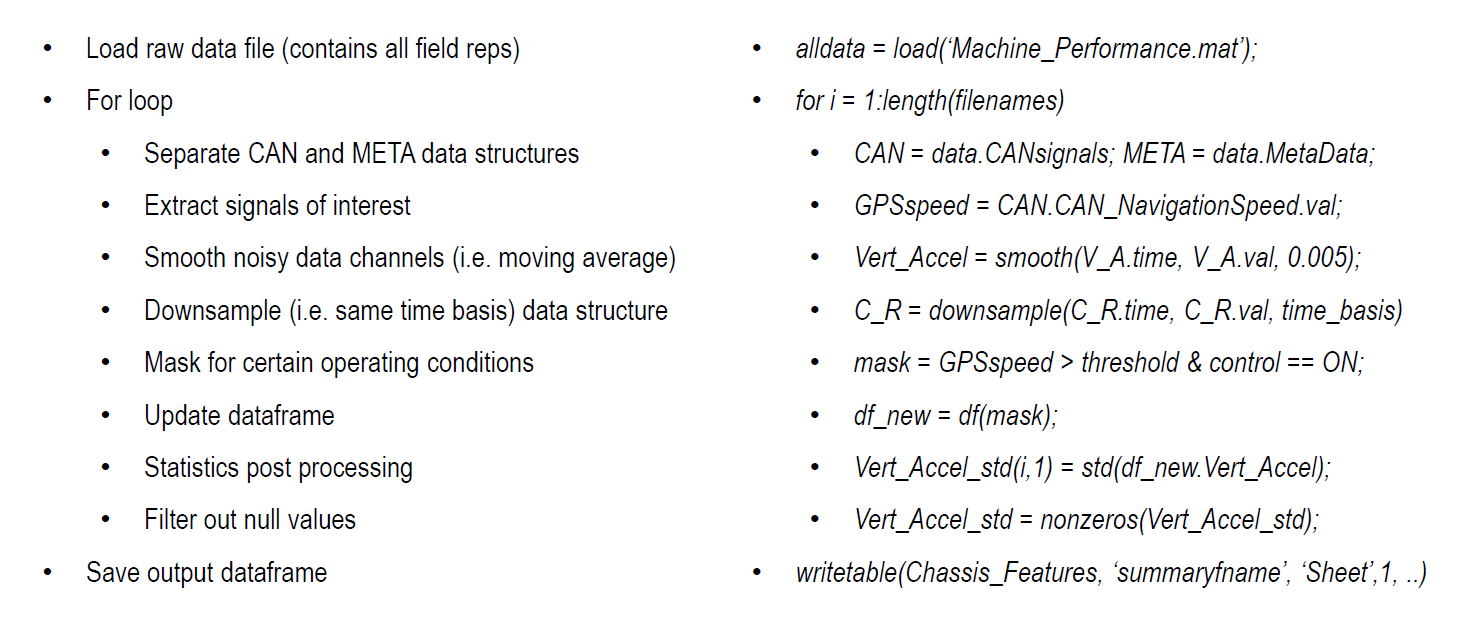 • Load raw data file (contains all field reps)
• For loop
• Separate CAN and META data structures
• Extract signals of interest
• Smooth noisy data channels (i.e. moving average)
• Downsample (i.e. same time basis) data structure
• Mask for certain operating conditions
• Update dataframe
• Statistics post processing
• Filter out null values
• Save output dataframe
• alldata = load(‘Machine_Performance.mat’);
• for i = 1:length(filenames)
• CAN = data.CANsignals; META = data.MetaData;
• GPSspeed = CAN.CAN_NavigationSpeed.val;
• Vert_Accel = smooth(V_A.time, V_A.val, 0.005);
• C_R = downsample(C_R.time, C_R.val, time_basis)
• mask = GPSspeed > threshold & control == ON;
• df_new = df(mask);
• Vert_Accel_std(i,1) = std(df_new.Vert_Accel);
• Vert_Accel_std = nonzeros(Vert_Accel_std);
• writetable(Chassis_Features, ‘summaryfname’, ‘Sheet’,1, ..)